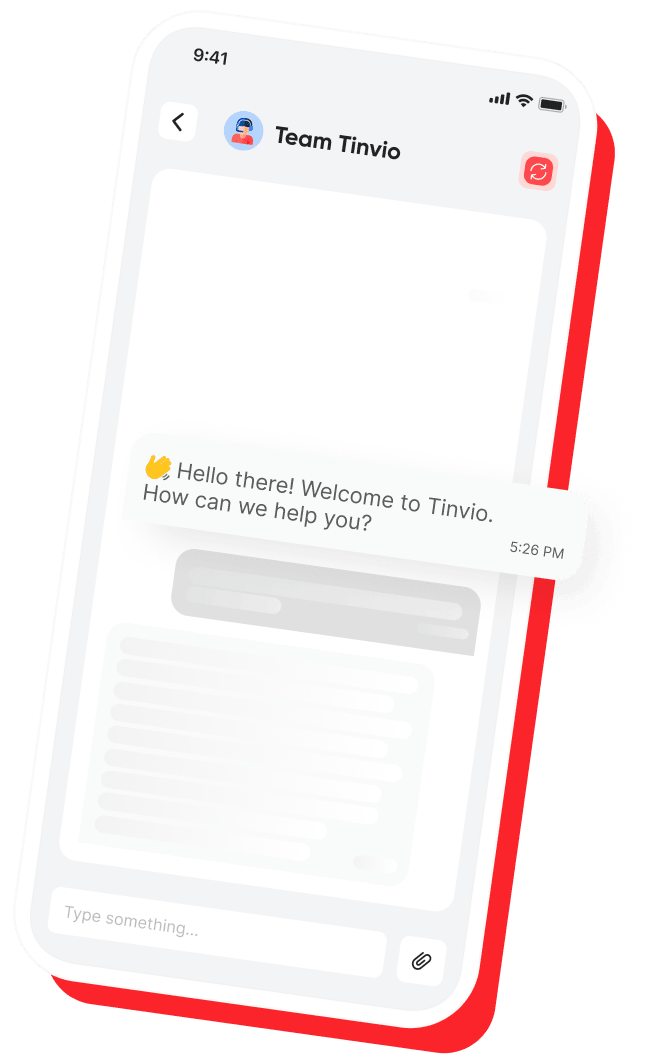 9:41
Team Tinvio
👋 Hello there! Welcome to Tinvio.
How can we help you?
5:26 PM
Type something...